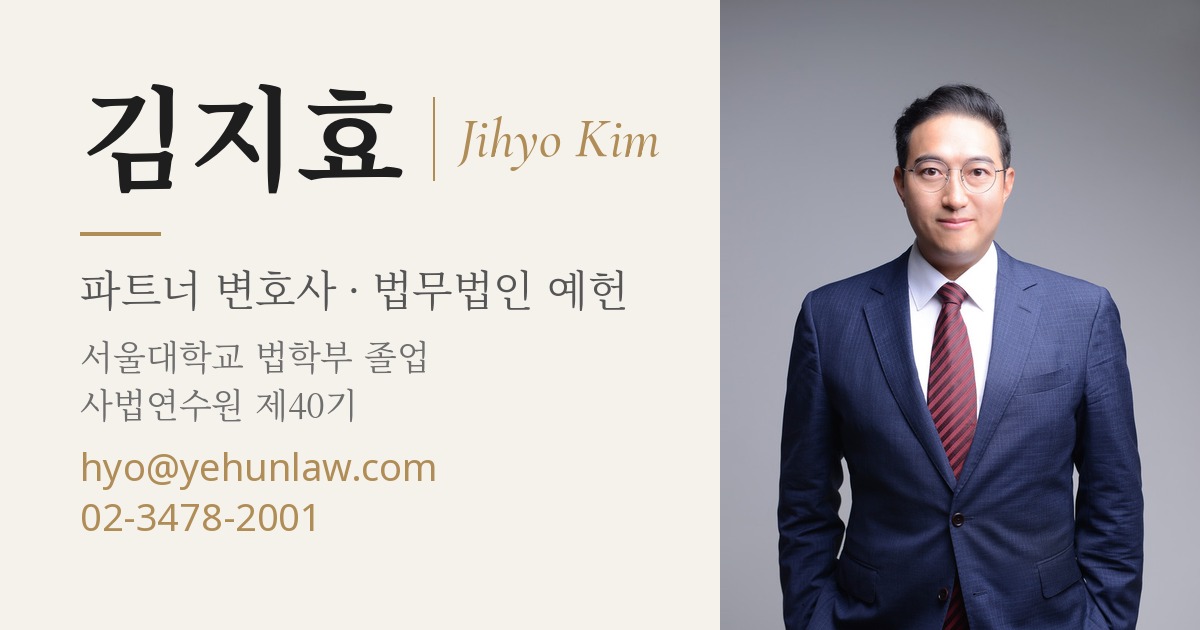 김지효 | Jihyo Kim
파트너 변호사 · 법무법인 예헌
서울대학교 법학부 졸업
사법연수원 제40기
hyo@yehunlaw.com
02-3478-2001